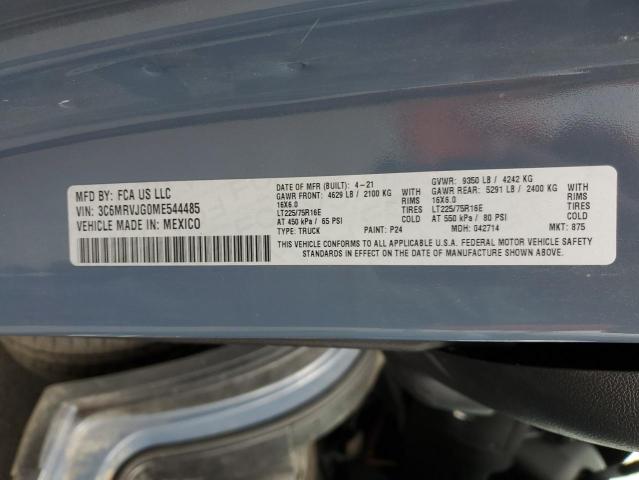 MFD BY: FCA US LLC
VIN: 3C6MRVJG0ME544485
VEHICLE MADE IN: MEXICO
DATE OF MFR (BUILT): 4-21
GAWR FRONT: 4629 LB / 2100 KG
16X6.0 RIMS
LT225/75R16E TIRES
AT 450 kPa / 65 PSI COLD
TYPE: TRUCK PAINT: P24
GVWR: 9350 LB / 4242 KG
GAWR REAR: 5291 LB / 2400 KG
16X6.0 RIMS
LT225/75R16E TIRES
AT 550 kPa / 80 PSI COLD
MDH: 042714 MKT: 875
THIS VEHICLE CONFORMS TO ALL APPLICABLE U.S.A. FEDERAL MOTOR VEHICLE SAFETY
STANDARDS IN EFFECT ON THE DATE OF MANUFACTURE SHOWN ABOVE.